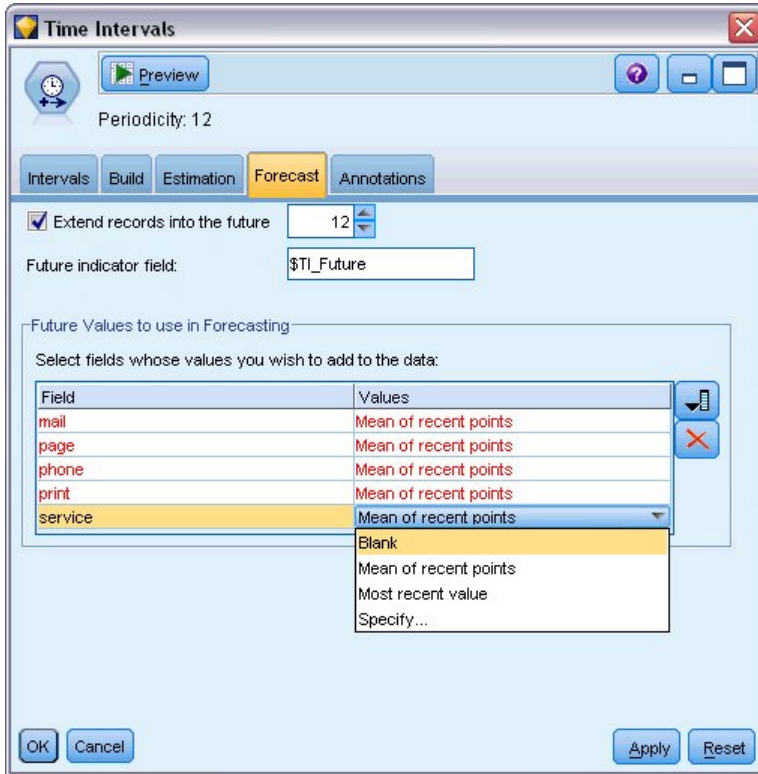 Time Intervals
Preview
Periodicity: 12
Intervals Build Estimation Forecast Annotations
Extend records into the future 12
Future indicator field: $TI_Future
Future Values to use in Forecasting
Select fields whose values you wish to add to the data:
Field Values
mail Mean of recent points
page Mean of recent points
phone Mean of recent points
print Mean of recent points
service Mean of recent points
Blank
Mean of recent points
Most recent value
Specify...
OK Cancel Apply Reset